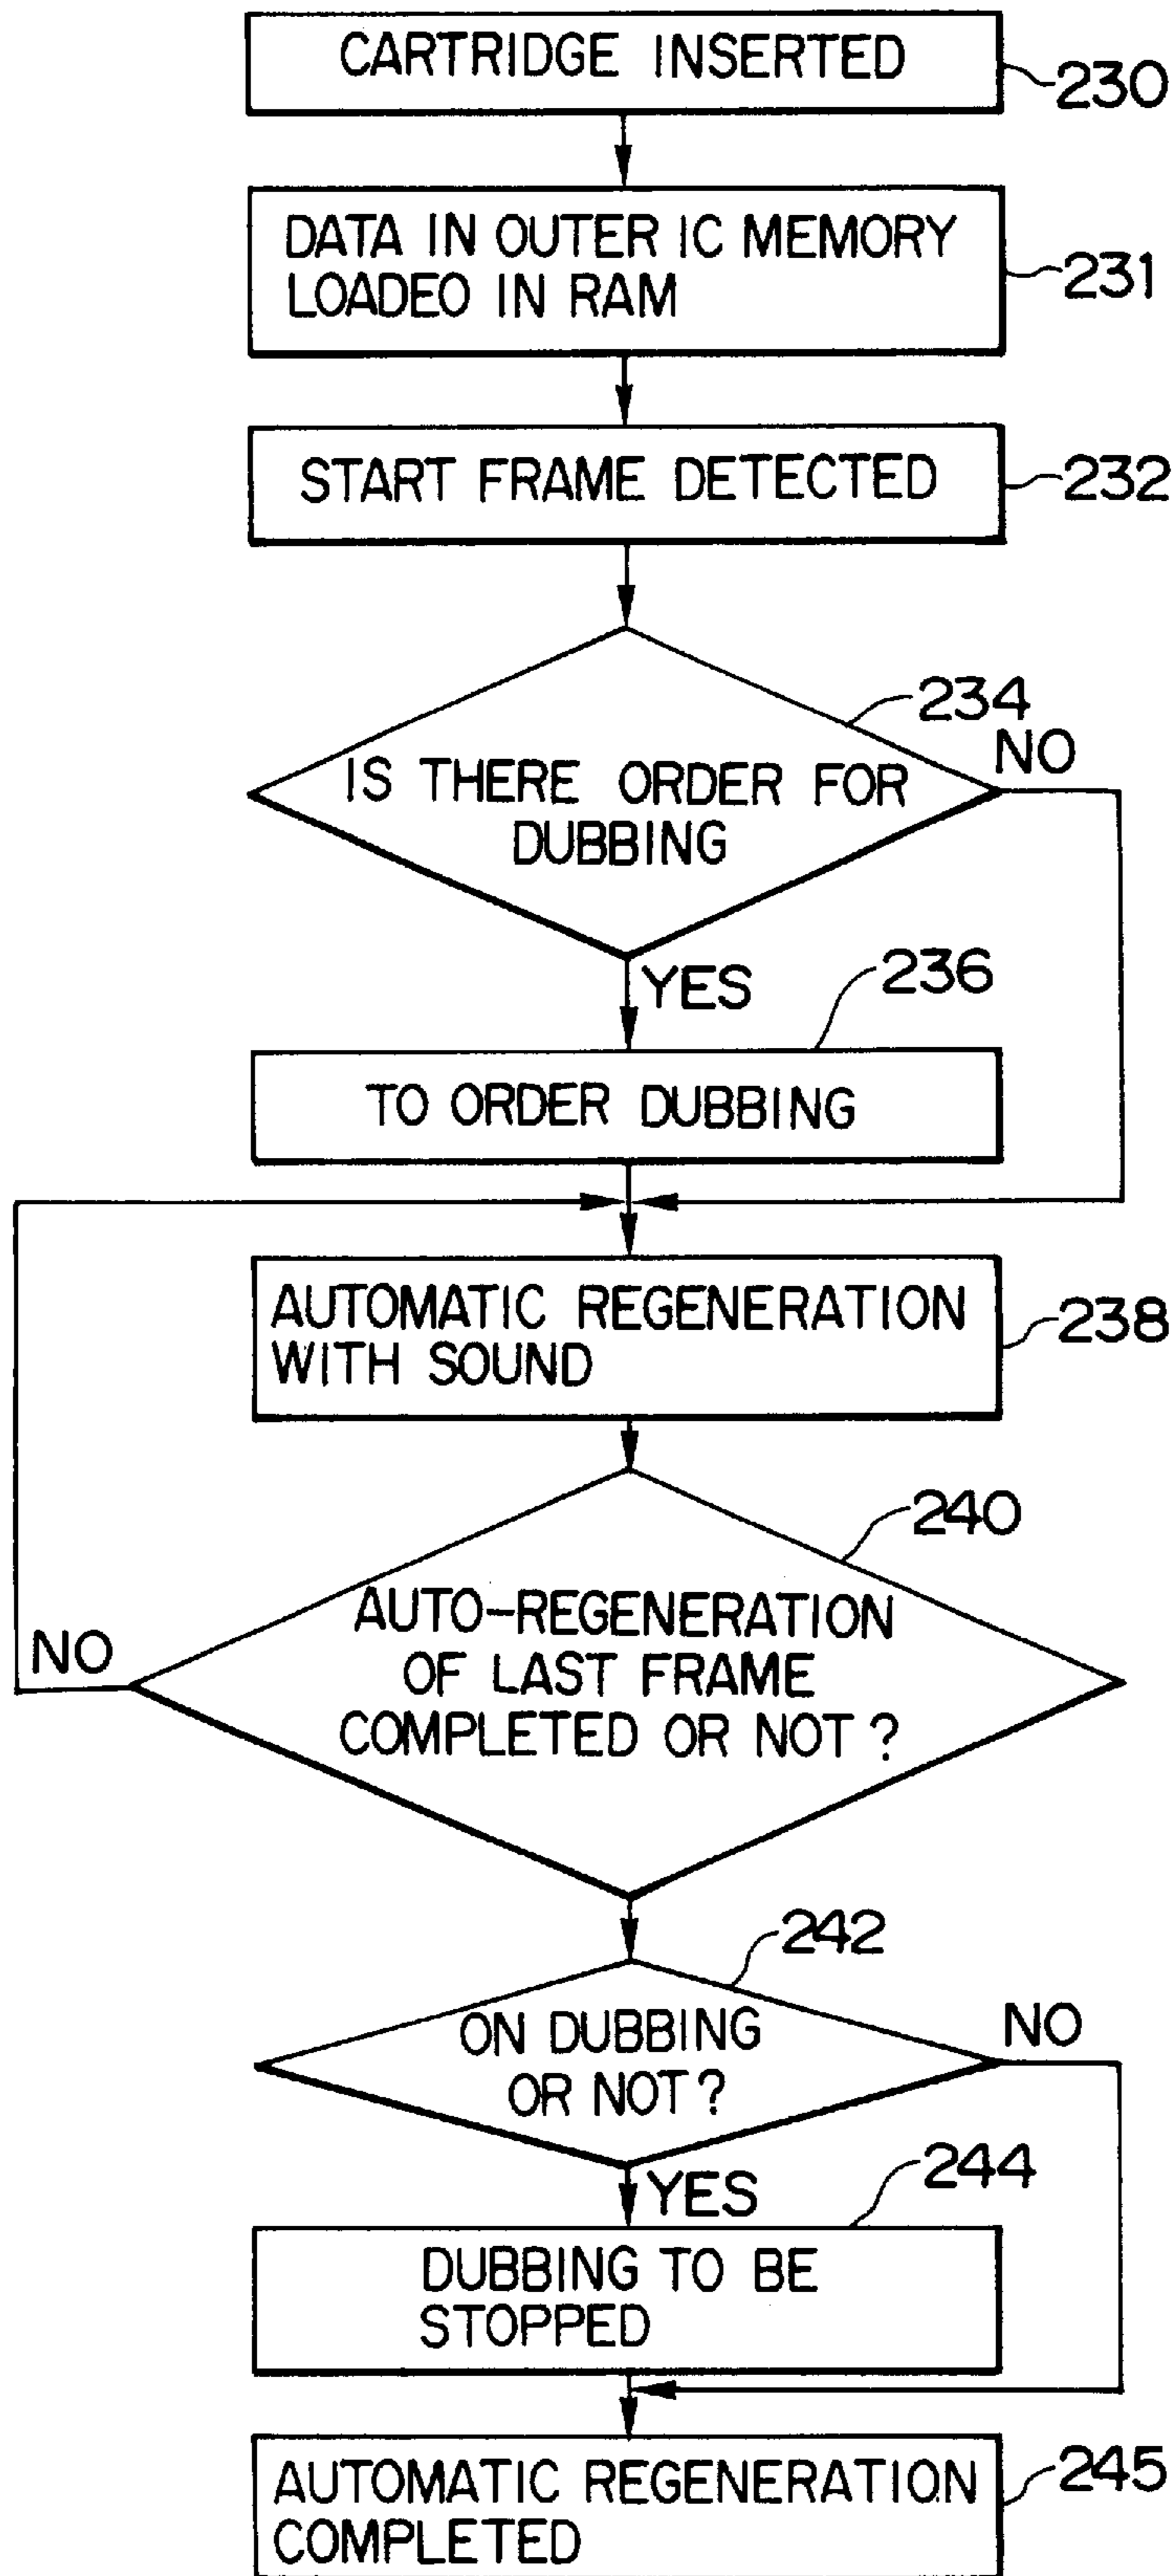 CARTRIDGE INSERTED
230
DATA IN OUTER IC MEMORY
LOADEO IN RAM
231
START FRAME DETECTED
232
234
NO
IS THERE ORDER FOR
DUBBING
YES
236
TO ORDER DUBBING
AUTOMATIC REGENERATION
WITH SOUND
238
240
AUTO-REGENERATION
OF LAST FRAME
COMPLETED OR NOT?
NO
242
ON DUBBING
OR NOT?
NO
YES
244
DUBBING TO BE
STOPPED
AUTOMATIC REGENERATION
COMPLETED
245